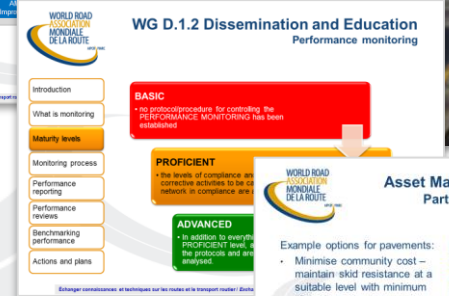 WORLD ROAD
ASSOCIATION
MONDIALE
DE LA ROUTE
WG D.1.2 Dissemination and Education
Performance monitoring
Introduction
What is monitoring
Maturity levels
Monitoring process
Performance
reporting
Performance
reviews
Benchmarking
performance
Actions and plans
BASIC
• no protocol/procedure for controlling the
PERFORMANCE MONITORING has been
established
PROFICIENT
• the levels of compliance an
corrective activities to be ca
network in compliance are
ADVANCED
• In addition to everythi
PROFICIENT level, a
the protocols and are
analysed.
Echanger connaissances et techniques sur les routes et le transport routier
WORLD ROAD
ASSOCIATION
MONDIALE
DE LA ROUTE
Asset Ma
Part
Example options for pavements:
• Minimise community cost –
maintain skid resistance at a
suitable level with minimum